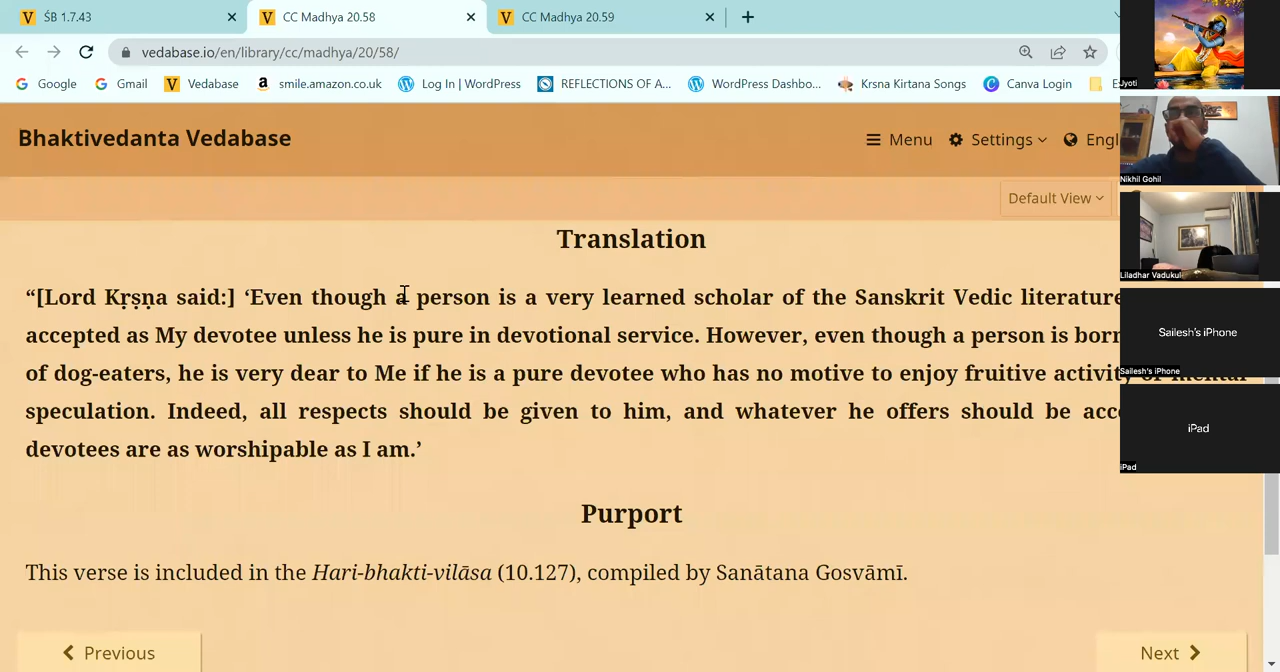 ŚB 1.7.43
CC Madhya 20.58
CC Madhya 20.59
vedabase.io/en/library/cc/madhya/20/58/
Google
Gmail
Vedabase
smile.amazon.co.uk
Log In | WordPress
REFLECTIONS OF A...
WordPress Dashbo...
Krsna Kirtana Songs
Canva Login
Bhaktivedanta Vedabase
Menu
Settings
Engl
Default View
Translation
“[Lord Kṛṣṇa said:] ‘Even though a person is a very learned scholar of the Sanskrit Vedic literature
accepted as My devotee unless he is pure in devotional service. However, even though a person is born
of dog-eaters, he is very dear to Me if he is a pure devotee who has no motive to enjoy fruitive activity or mental
speculation. Indeed, all respects should be given to him, and whatever he offers should be acc
devotees are as worshipable as I am.’
Purport
This verse is included in the Hari-bhakti-vilāsa (10.127), compiled by Sanātana Gosvāmī.
Previous
Next
Jyoti
Nikhil Gohil
Liladhar Vadukul
Sailesh's iPhone
Sailesh's iPhone
iPad
iPad